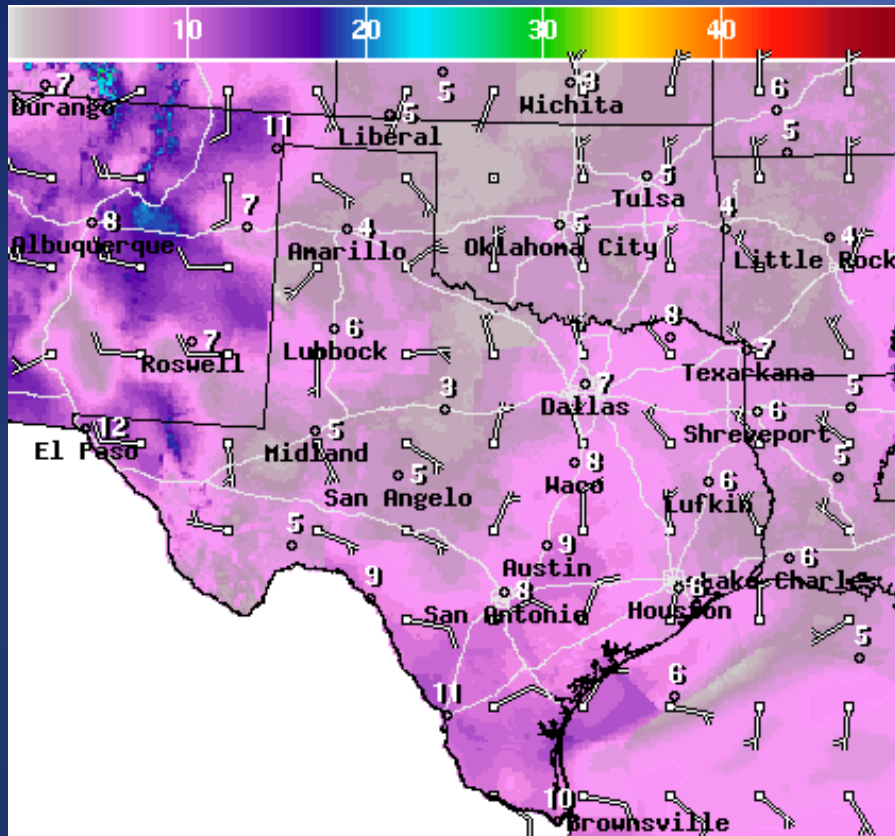 10 20 30 40
7 5 3 6
Durango Wichita
11 Liberal 5 5
Tulsa 5
8 7 4 5 4 4
Albuquerque Amarillo Oklahoma City Little Rock
7 6 8 7
Roswell Lubbock Texarkana
3 7 5
Dallas
12 5 6
El Paso Midland Shreveport
5 8 6 5
San Angelo Waco Lufkin
5 9 6
Austin
9 8 6 Lake Charles
San Antonio Houston
5
11 6
10
Brownsville